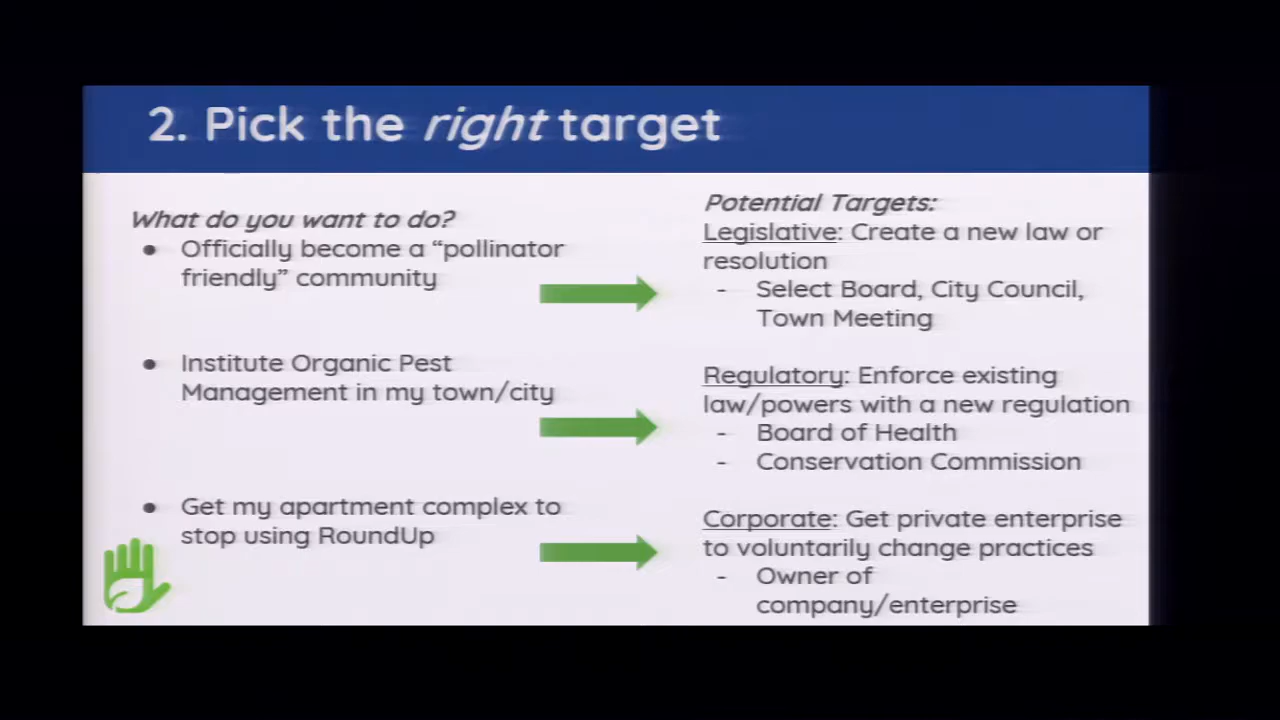 2. Pick the right target
What do you want to do?
● Officially become a “pollinator
friendly” community
● Institute Organic Pest
Management in my town/city
● Get my apartment complex to
stop using RoundUp
Potential Targets:
Legislative: Create a new law or
resolution
- Select Board, City Council,
Town Meeting
Regulatory: Enforce existing
law/powers with a new regulation
- Board of Health
- Conservation Commission
Corporate: Get private enterprise
to voluntarily change practices
- Owner of
company/enterprise